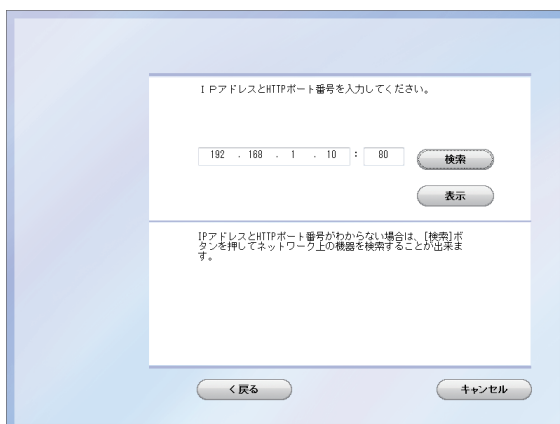 ＩＰアドレスとHTTPポート番号を入力してください。
192 . 168 . 1 . 10 : 80 検索
表示
IPアドレスとHTTPポート番号がわからない場合は、[検索]ボ
タンを押してネットワーク上の機器を検索することが出来ま
す。
< 戻る キャンセル